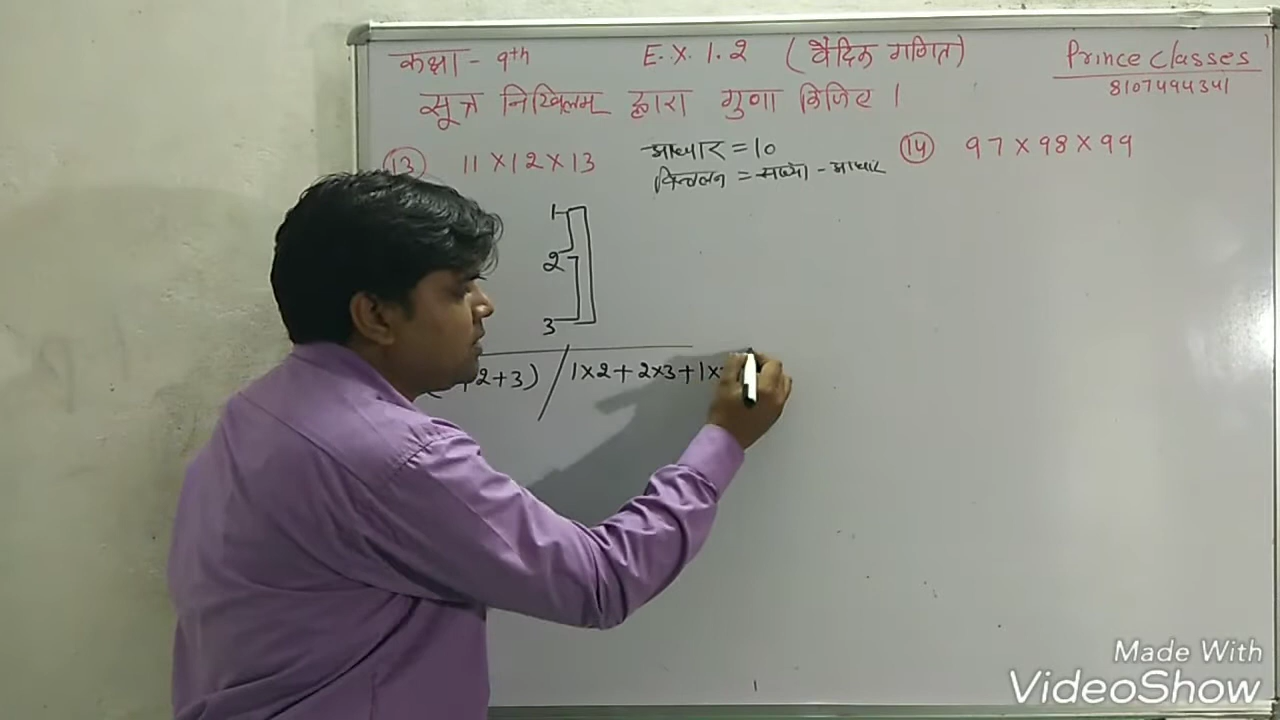 कक्षा - 9th E.X. 1.2 (वैदिक गणित) Prince Classes
8107494341
सूत्र निखिलम द्वारा गुणा किजिए ।
13 11 × 12 × 13 आधार = 10 14 97 × 98 × 99
विचलन = संख्या - आधार
1
2
3
+2+3) / 1×2+2×3+1×
Made With
VideoShow